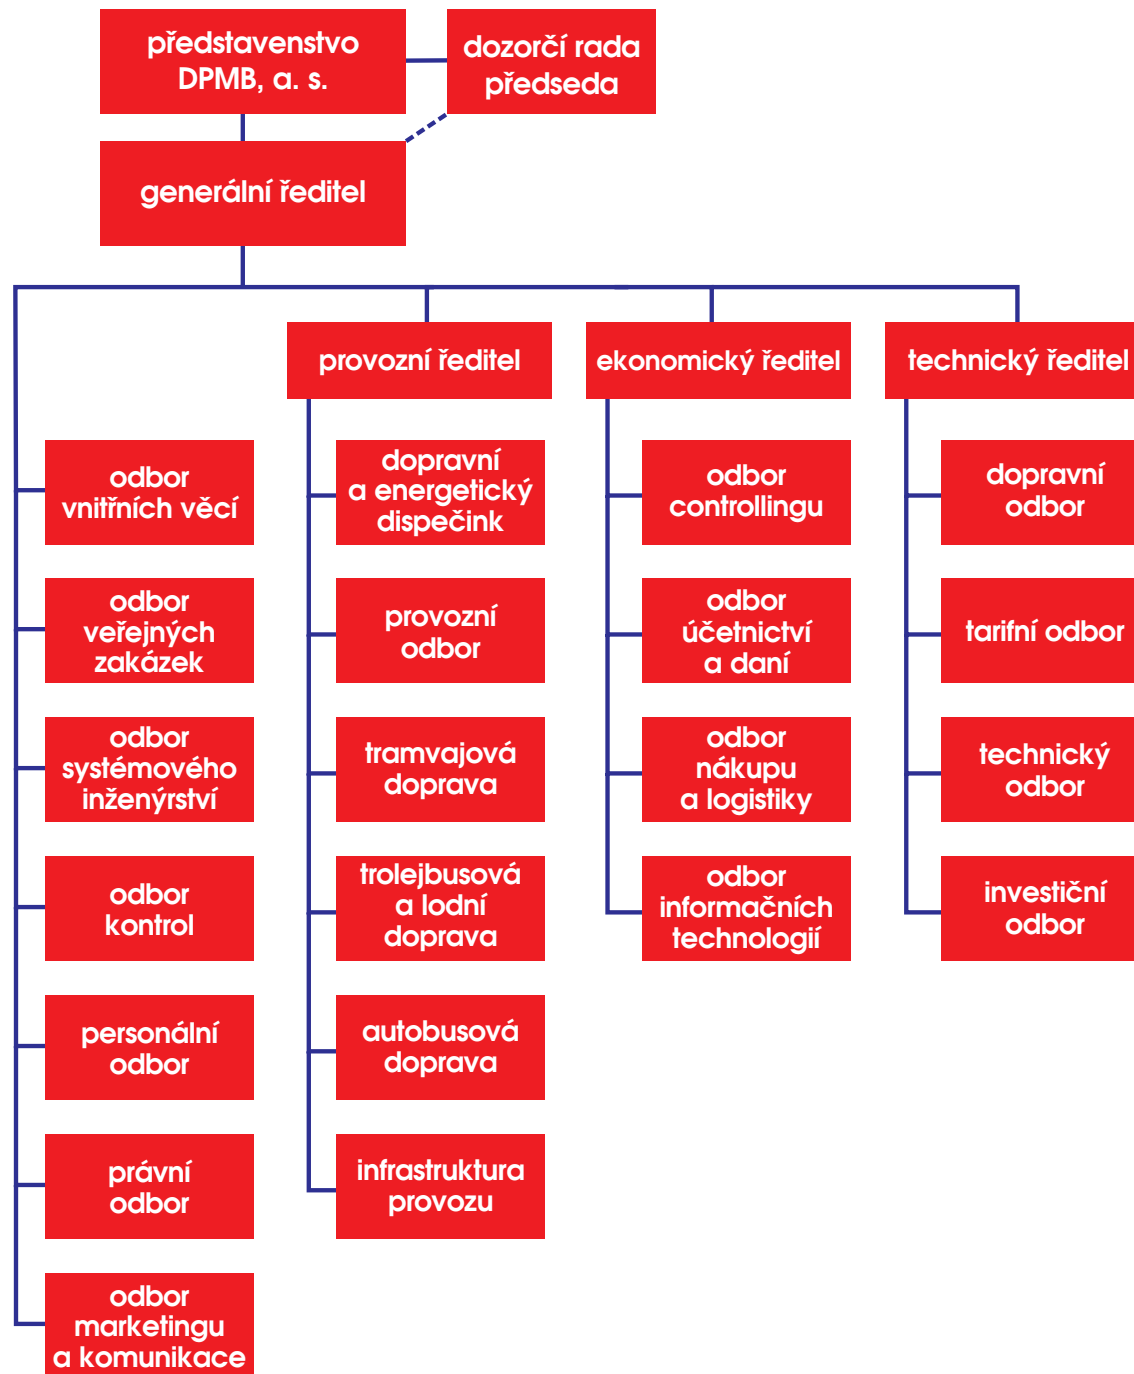 představenstvo
DPMB, a. s.
dozorčí rada
předseda
generální ředitel
provozní ředitel
ekonomický ředitel
technický ředitel
odbor
vnitřních věcí
odbor
veřejných
zakázek
odbor
systémového
inženýrství
odbor
kontrol
personální
odbor
právní
odbor
odbor
marketingu
a komunikace
dopravní
a energetický
dispečink
provozní
odbor
tramvajová
doprava
trolejbusová
a lodní
doprava
autobusová
doprava
infrastruktura
provozu
odbor
controllingu
odbor
účetnictví
a daní
odbor
nákupu
a logistiky
odbor
informačních
technologií
dopravní
odbor
tarifní odbor
technický
odbor
investiční
odbor